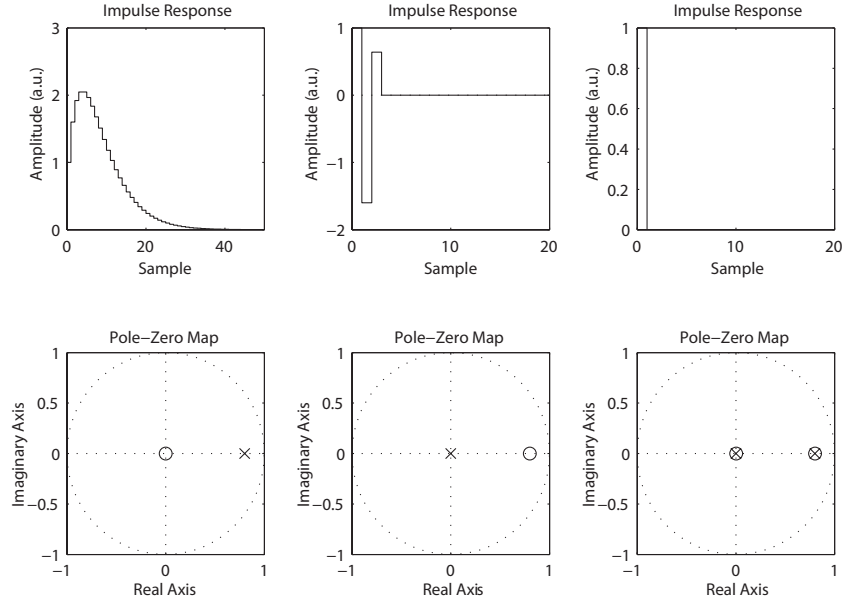 Impulse Response
3
2
1
0
0 20 40
Amplitude (a.u.)
Sample
Impulse Response
1
0
−1
−2
0 10 20
Amplitude (a.u.)
Sample
Impulse Response
1
0.8
0.6
0.4
0.2
0
0 10 20
Amplitude (a.u.)
Sample
Pole−Zero Map
1
0.5
0
−0.5
−1
−1 0 1
Imaginary Axis
Real Axis
Pole−Zero Map
1
0.5
0
−0.5
−1
−1 0 1
Imaginary Axis
Real Axis
Pole−Zero Map
1
0.5
0
−0.5
−1
−1 0 1
Imaginary Axis
Real Axis